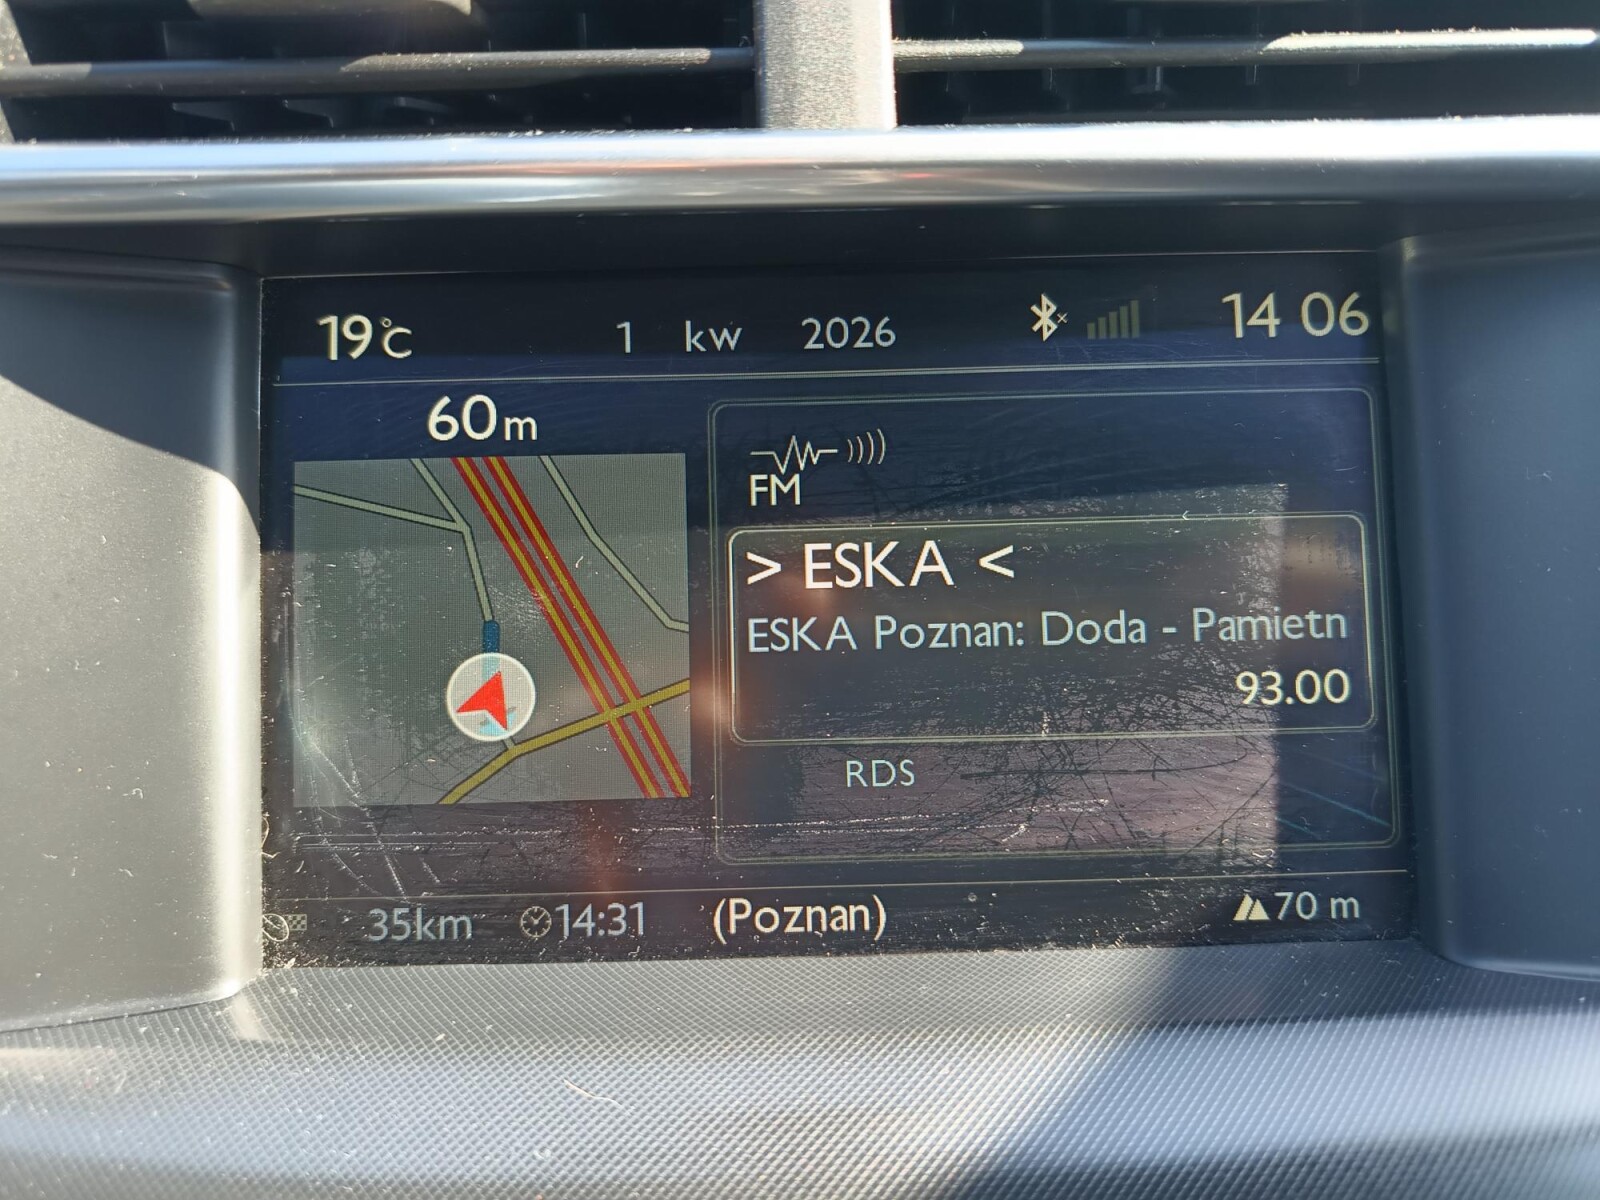 19°C 1 kw 2026 14 06
60m
FM
> ESKA <
ESKA Poznan: Doda - Pamietn
93.00
RDS
35km 14:31 (Poznan) 70 m